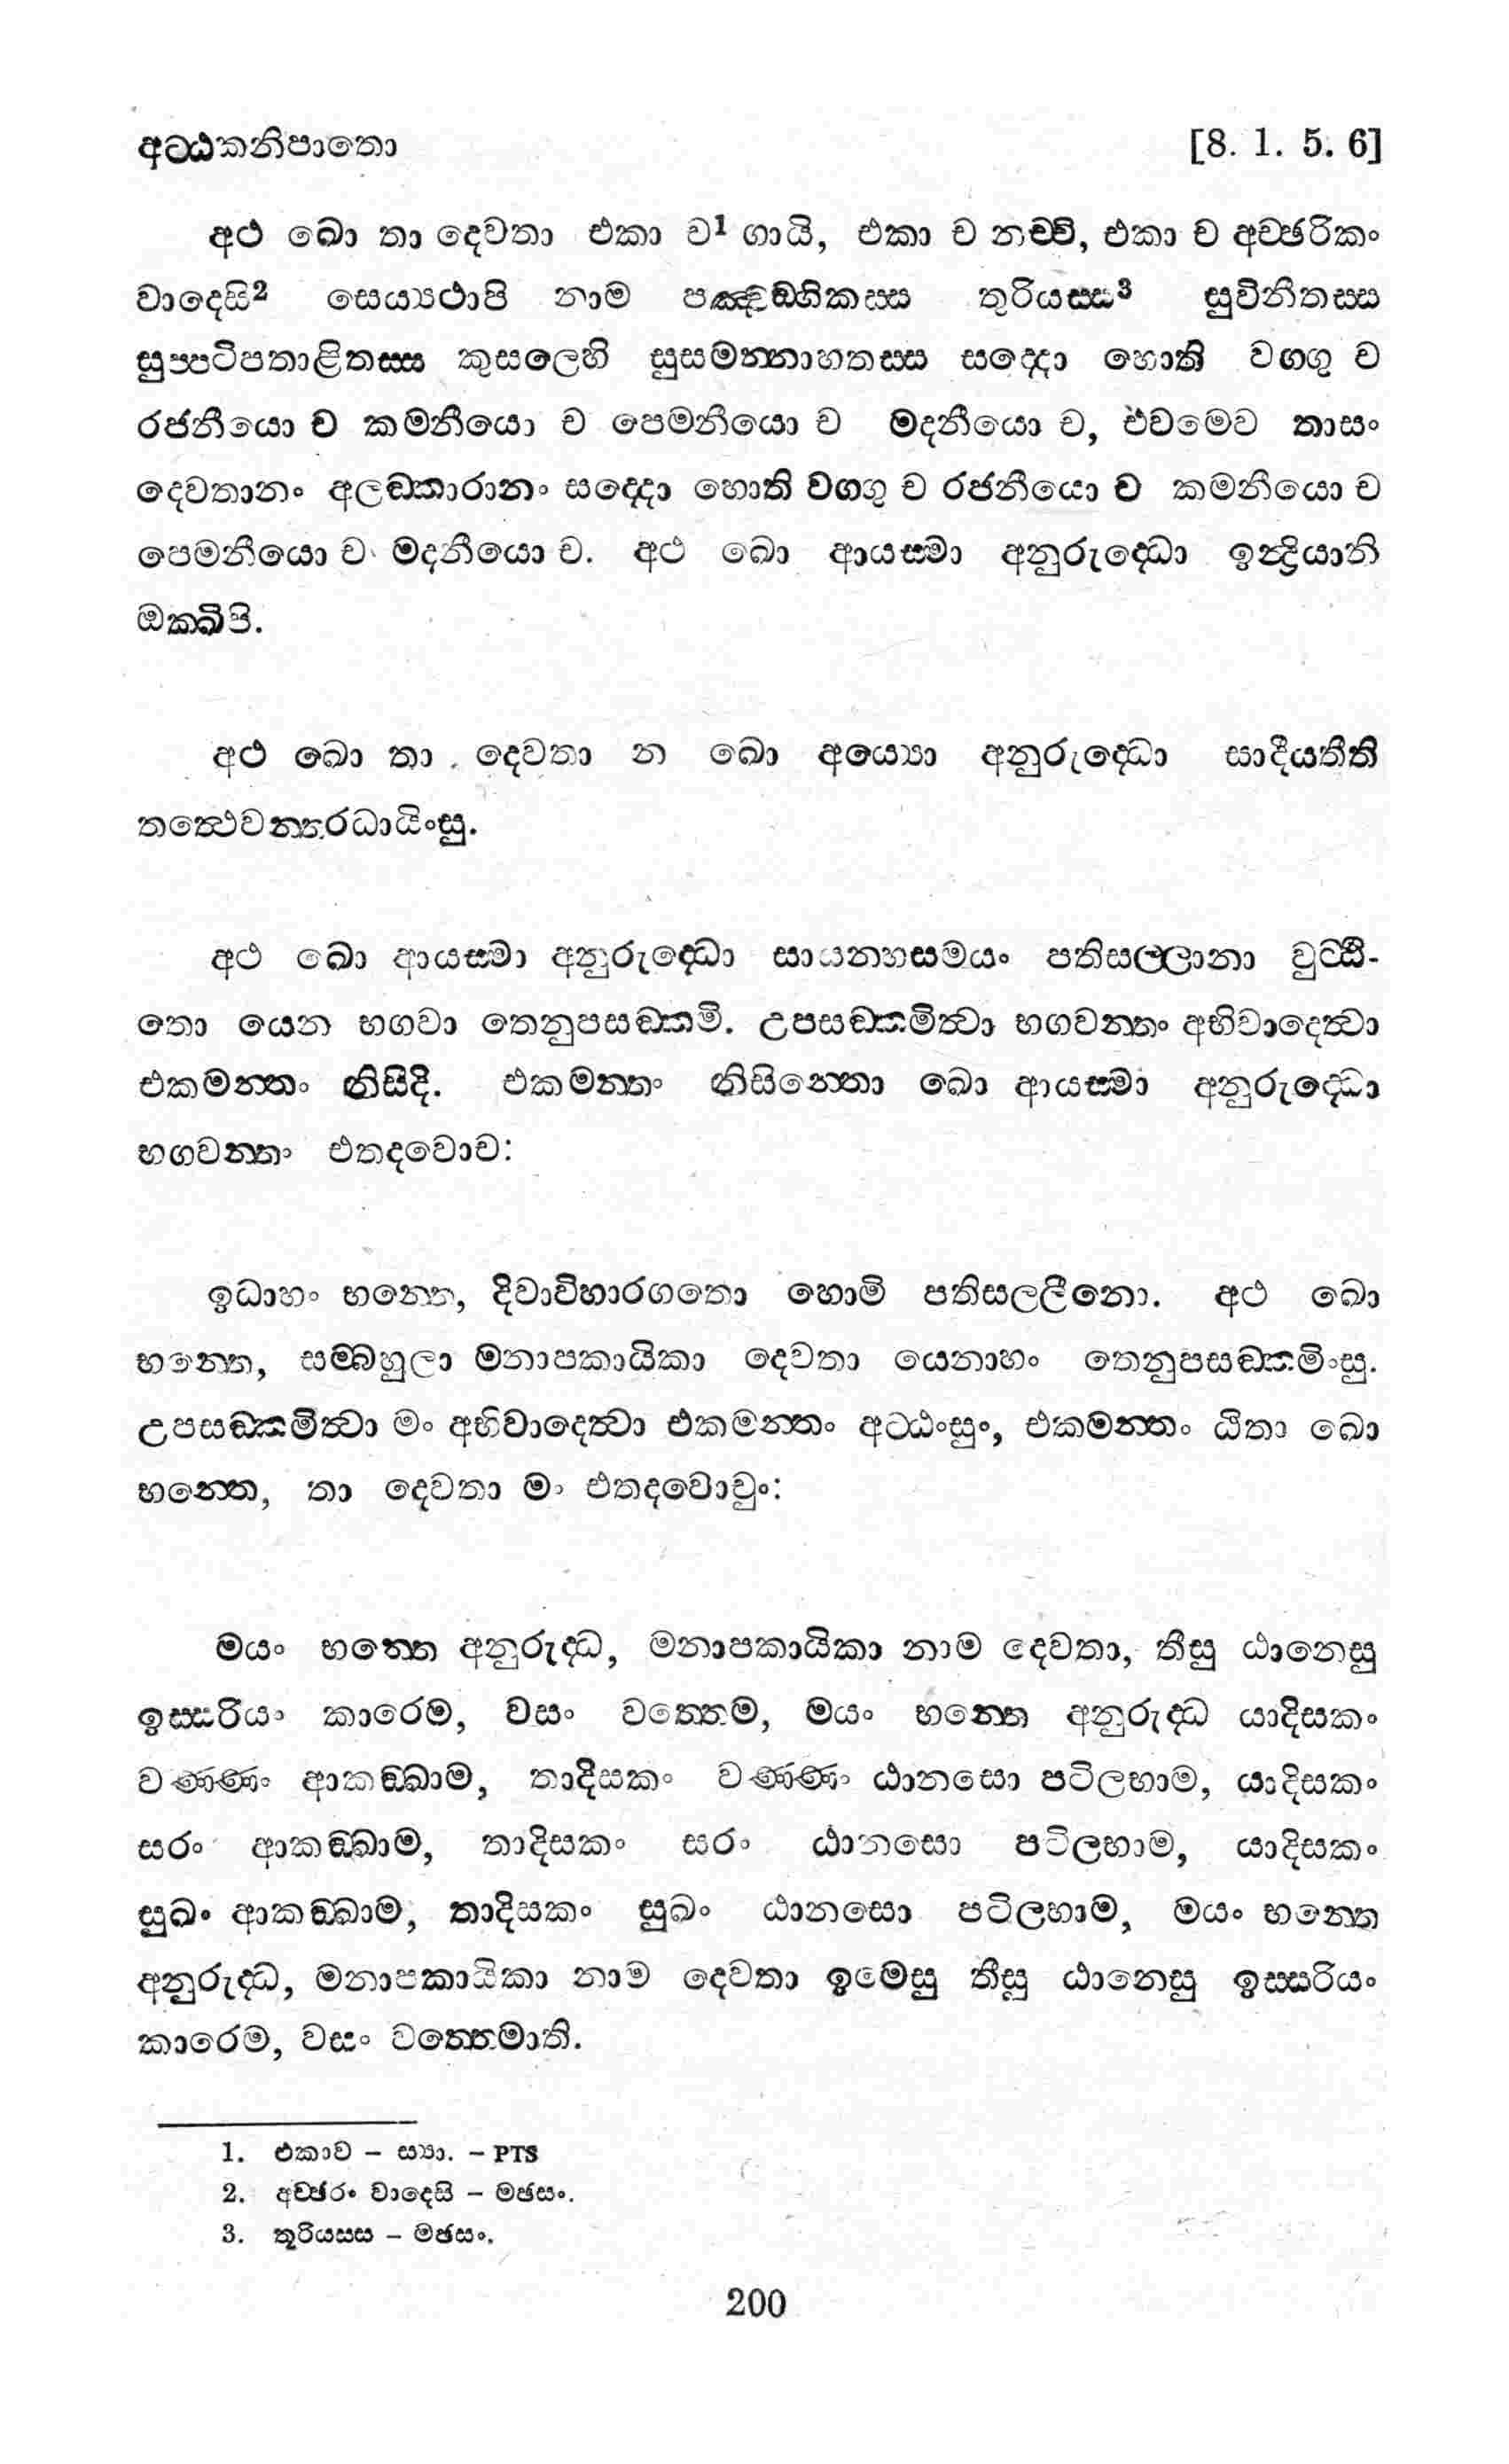 අට්ඨකනිපාතො [8. 1. 5. 6]
අථ ඛො තා දෙවතා එකා ව¹ ගායි, එකා ච නච්චි, එකා ච අච්ඡරිකං
වාදෙසි² සෙය්‍යථාපි නාම පඤ්චඞ්ගිකස්ස තුරියස්ස³ සුවිනීතස්ස
සුප්පටිපතාළිතස්ස කුසලෙහි සුසමන්නාහතස්ස සද්දො හොති වග්ගු ච
රජනීයො ච කමනීයො ච පෙමනීයො ච මදනීයො ච, එවමෙව තාසං
දෙවතානං අලඞ්කාරානං සද්දො හොති වග්ගු ච රජනීයො ච කමනීයො ච
පෙමනීයො ච මදනීයො ච. අථ ඛො ආයස්මා අනුරුද්ධො ඉන්ද්‍රියානි
ඔක්ඛිපි.
අථ ඛො තා දෙවතා න ඛො අය්‍යො අනුරුද්ධො සාදීයතීති
තත්ථෙවන්තරධායිංසු.
අථ ඛො ආයස්මා අනුරුද්ධො සායනහසමයං පතිසල්ලානා වුට්ඨි-
තො යෙන භගවා තෙනුපසඞ්කමි. උපසඞ්කමිත්වා භගවන්තං අභිවාදෙත්වා
එකමන්තං නිසීදි. එකමන්තං නිසින්නො ඛො ආයස්මා අනුරුද්ධො
භගවන්තං එතදවොච:
ඉධාහං භන්තෙ, දිවාවිහාරගතො හොමි පතිසල්ලීනො. අථ ඛො
භන්තෙ, සම්බහුලා මනාපකායිකා දෙවතා යෙනාහං තෙනුපසඞ්කමිංසු.
උපසඞ්කමිත්වා මං අභිවාදෙත්වා එකමන්තං අට්ඨංසුං, එකමන්තං ඨිතා ඛො
භන්තෙ, තා දෙවතා මං එතදවොචුං:
මයං භන්තෙ අනුරුද්ධ, මනාපකායිකා නාම දෙවතා, තීසු ඨානෙසු
ඉස්සරියං කාරෙම, වසං වත්තෙම, මයං භන්තෙ අනුරුද්ධ යාදිසකං
වණ්ණං ආකඞ්ඛාම, තාදිසකං වණ්ණං ඨානසො පටිලභාම, යාදිසකං
සරං ආකඞ්ඛාම, තාදිසකං සරං ඨානසො පටිලභාම, යාදිසකං
සුඛං ආකඞ්ඛාම, තාදිසකං සුඛං ඨානසො පටිලභාම, මයං භන්තෙ
අනුරුද්ධ, මනාපකායිකා නාම දෙවතා ඉමෙසු තීසු ඨානෙසු ඉස්සරියං
කාරෙම, වසං වත්තෙමාති.
1. එකාව – ස්‍යා. – PTS
2. අච්ඡරං වාදෙසි – මඡසං.
3. තූරියස්ස – මඡසං.
200